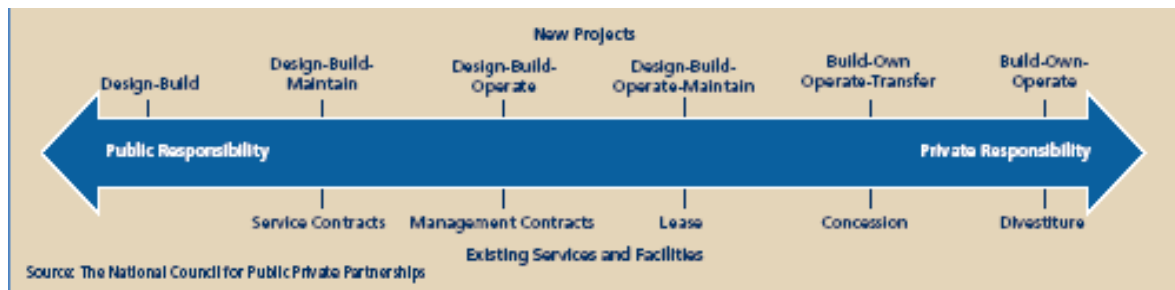 New Projects
Design-Build
Design-Build-
Maintain
Design-Build-
Operate
Design-Build-
Operate-Maintain
Build-Own
Operate-Transfer
Build-Own-
Operate
Public Responsibility
Private Responsibility
Service Contracts
Management Contracts
Lease
Concession
Divestiture
Existing Services and Facilities
Source: The National Council for Public Private Partnerships